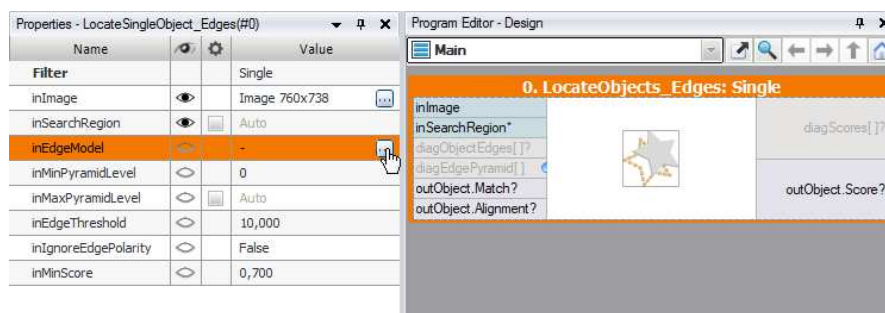 Properties - LocateSingleObject_Edges(#0)
Name Value
Filter Single
inImage Image 760x738 ...
inSearchRegion Auto
inEdgeModel - ...
inMinPyramidLevel 0
inMaxPyramidLevel Auto
inEdgeThreshold 10,000
inIgnoreEdgePolarity False
inMinScore 0,700
Program Editor - Design
Main
0. LocateObjects_Edges: Single
inImage
inSearchRegion*
diagObjectEdges[]?
diagEdgePyramid[]
outObject.Match?
outObject.Alignment?
diagScores[]?
outObject.Score?